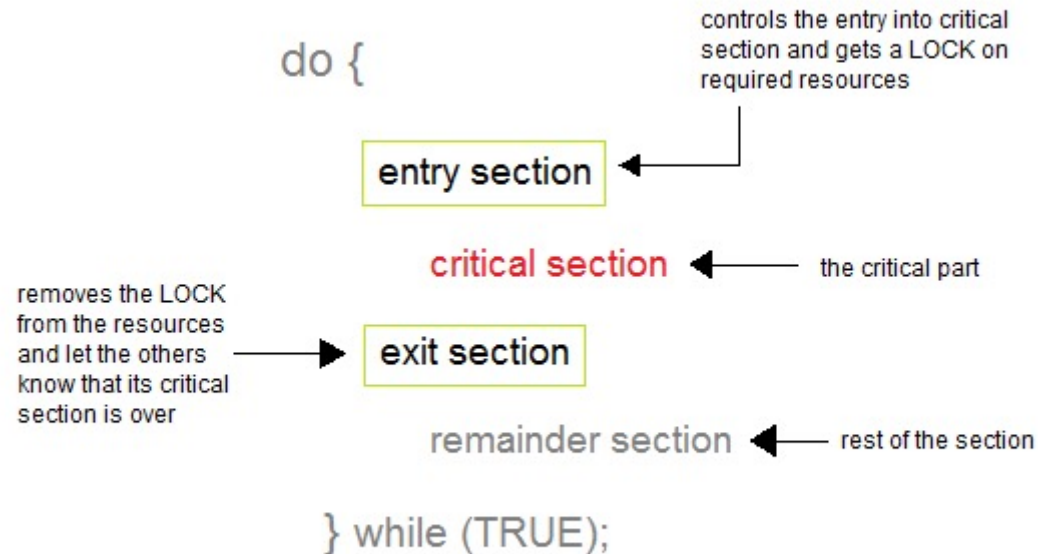 controls the entry into critical
section and gets a LOCK on
required resources
do {
entry section
critical section
the critical part
removes the LOCK
from the resources
and let the others
know that its critical
section is over
exit section
remainder section
rest of the section
} while (TRUE);